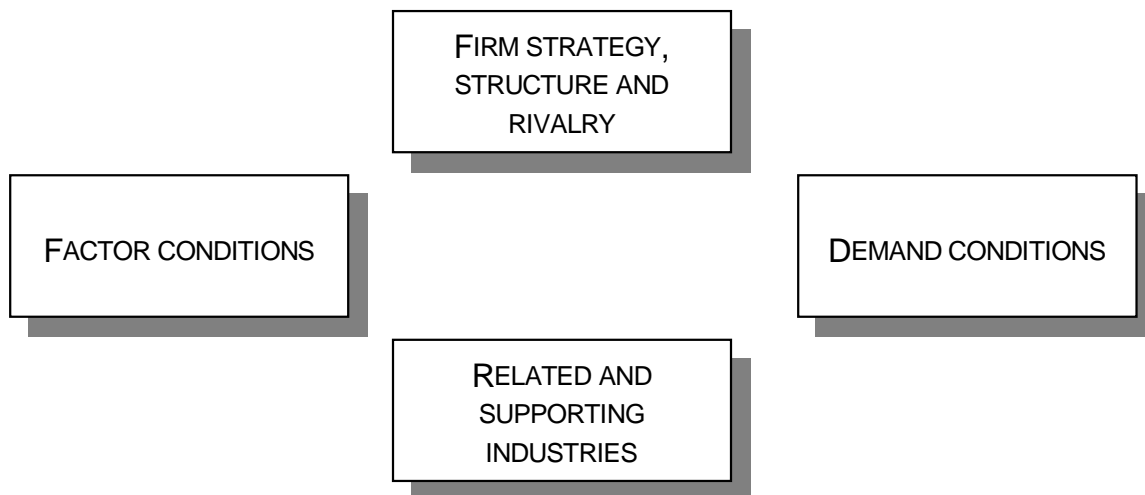 FIRM STRATEGY,
STRUCTURE AND
RIVALRY
FACTOR CONDITIONS
DEMAND CONDITIONS
RELATED AND
SUPPORTING
INDUSTRIES